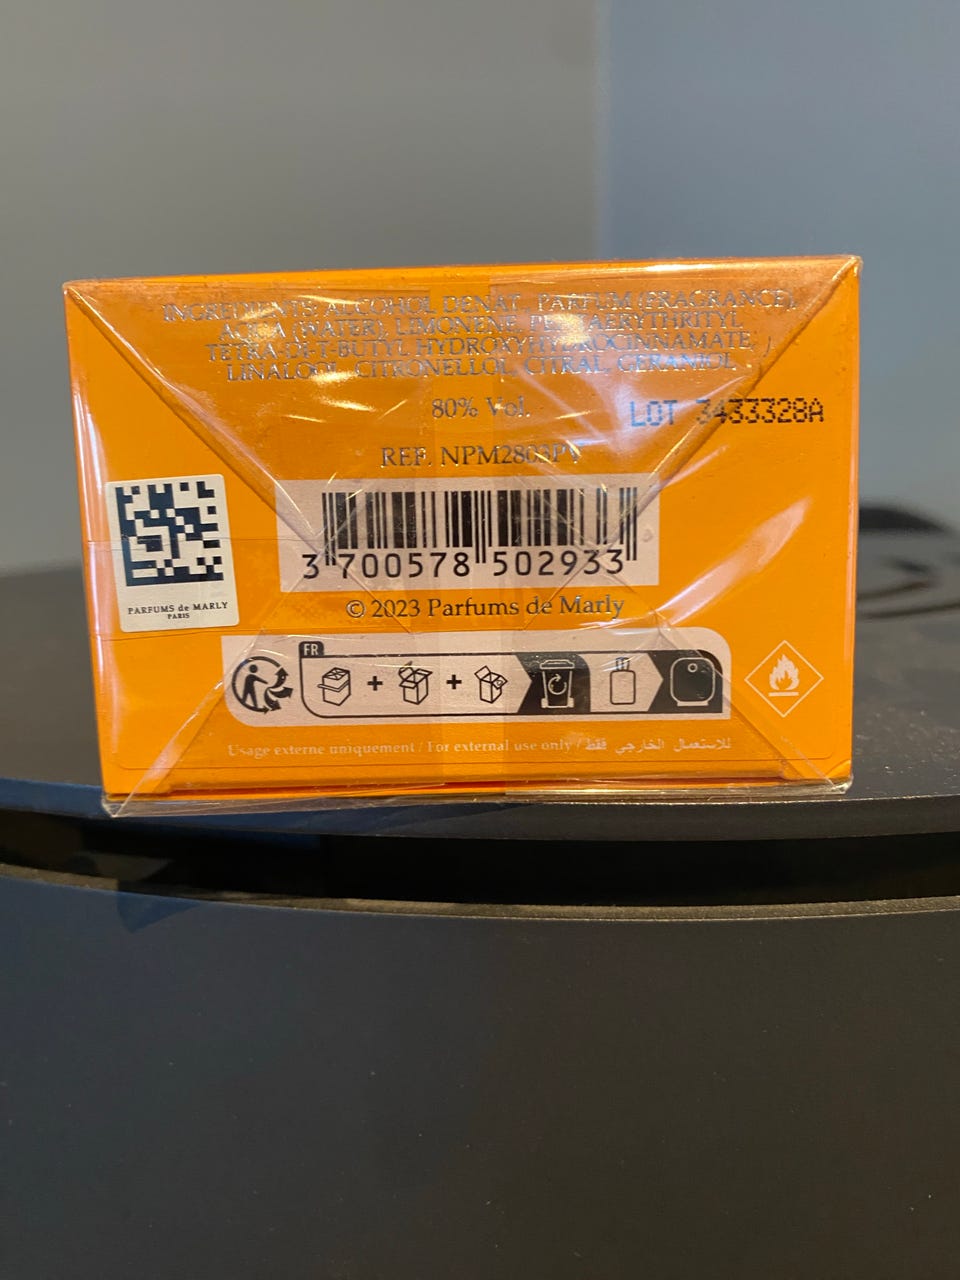 INGREDIENTS: ALCOHOL DENAT., PARFUM (FRAGRANCE),
AQUA (WATER), LIMONENE, PENTAERYTHRITYL
TETRA-DI-T-BUTYL HYDROXYHYDROCINNAMATE,
LINALOOL, CITRONELLOL, CITRAL, GERANIOL
80% Vol.
LOT 3433328A
REF. NPM2803PV
3 700578 502933
PARFUMS de MARLY
PARIS
© 2023 Parfums de Marly
FR
Usage externe uniquement / For external use only / للاستعمال الخارجي فقط